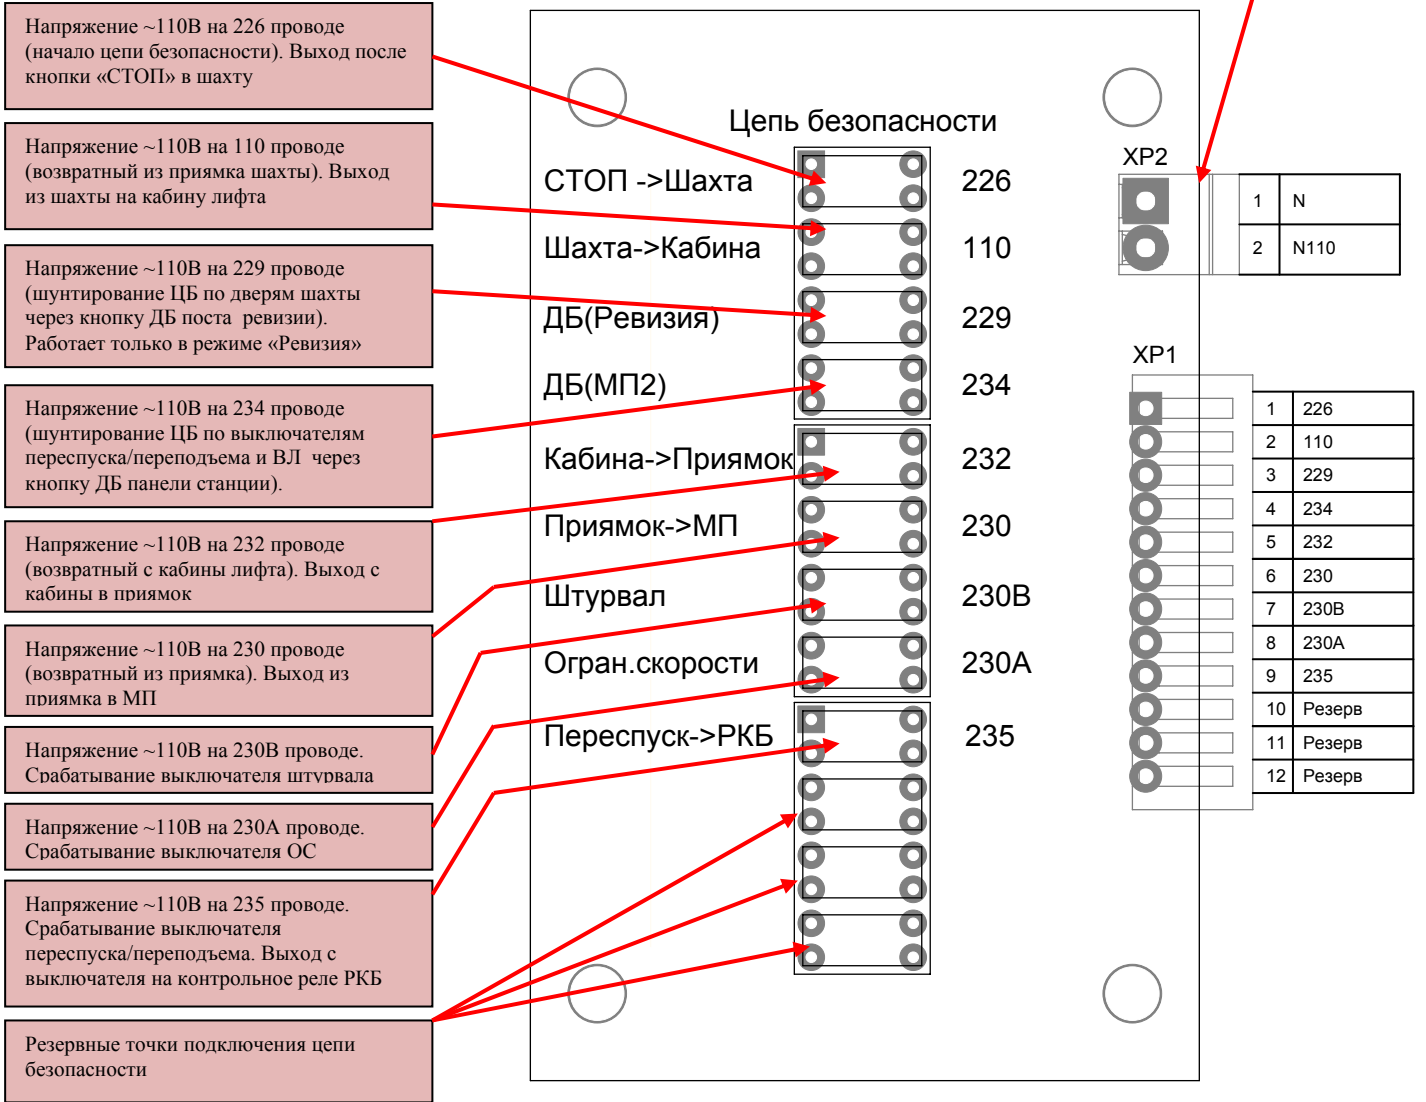 Напряжение ~110В на 226 проводе
(начало цепи безопасности). Выход после
кнопки «СТОП» в шахту
Напряжение ~110В на 110 проводе
(возвратный из приямка шахты). Выход
из шахты на кабину лифта
Напряжение ~110В на 229 проводе
(шунтирование ЦБ по дверям шахты
через кнопку ДБ поста ревизии).
Работает только в режиме «Ревизия»
Напряжение ~110В на 234 проводе
(шунтирование ЦБ по выключателям
переспуска/переподъема и ВЛ через
кнопку ДБ панели станции).
Напряжение ~110В на 232 проводе
(возвратный с кабины лифта). Выход с
кабины в приямок
Напряжение ~110В на 230 проводе
(возвратный из приямка). Выход из
приямка в МП
Напряжение ~110В на 230В проводе.
Срабатывание выключателя штурвала
Напряжение ~110В на 230А проводе.
Срабатывание выключателя ОС
Напряжение ~110В на 235 проводе.
Срабатывание выключателя
переспуска/переподъема. Выход с
выключателя на контрольное реле РКБ
Резервные точки подключения цепи
безопасности
Цепь безопасности
СТОП ->Шахта 226
Шахта->Кабина 110
ДБ(Ревизия) 229
ДБ(МП2) 234
Кабина->Приямок 232
Приямок->МП 230
Штурвал 230В
Огран.скорости 230А
Переспуск->РКБ 235
XP2
1 N
2 N110
XP1
1 226
2 110
3 229
4 234
5 232
6 230
7 230В
8 230А
9 235
10 Резерв
11 Резерв
12 Резерв